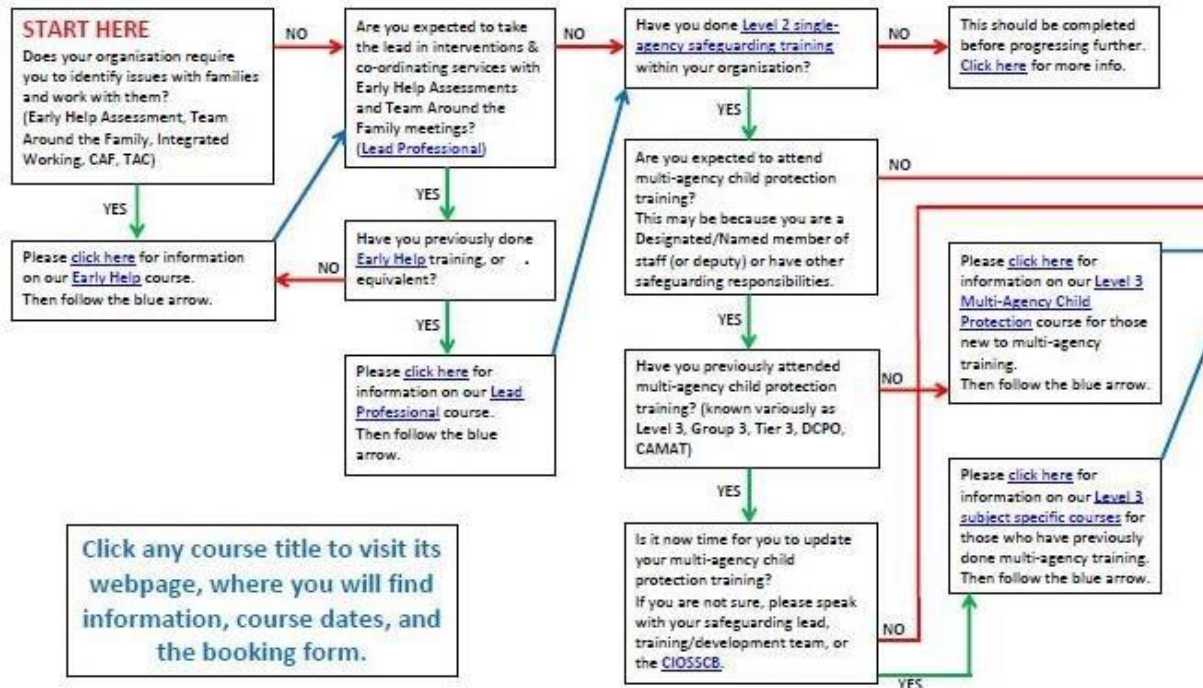 START HERE
Does your organisation require
you to identify issues with families
and work with them?
(Early Help Assessment, Team
Around the Family, Integrated
Working, CAF, TAC)
NO
YES
Please click here for information
on our Early Help course.
Then follow the blue arrow.
Are you expected to take
the lead in interventions &
co-ordinating services with
Early Help Assessments
and Team Around the
Family meetings?
(Lead Professional)
NO
YES
Have you previously done
Early Help training, or .
equivalent?
NO
YES
Please click here for
information on our Lead
Professional course.
Then follow the blue
arrow.
Have you done Level 2 single-
agency safeguarding training
within your organisation?
NO
YES
This should be completed
before progressing further.
Click here for more info.
Are you expected to attend
multi-agency child protection
training?
This may be because you are a
Designated/Named member of
staff (or deputy) or have other
safeguarding responsibilities.
NO
YES
Have you previously attended
multi-agency child protection
training? (known variously as
Level 3, Group 3, Tier 3, DCPO,
CAMAT)
NO
YES
Please click here for
information on our Level 3
Multi-Agency Child
Protection course for those
new to multi-agency
training.
Then follow the blue arrow.
Is it now time for you to update
your multi-agency child
protection training?
If you are not sure, please speak
with your safeguarding lead,
training/development team, or
the CIOSSCB.
NO
YES
Please click here for
information on our Level 3
subject specific courses for
those who have previously
done multi-agency training.
Then follow the blue arrow.
Click any course title to visit its
webpage, where you will find
information, course dates, and
the booking form.